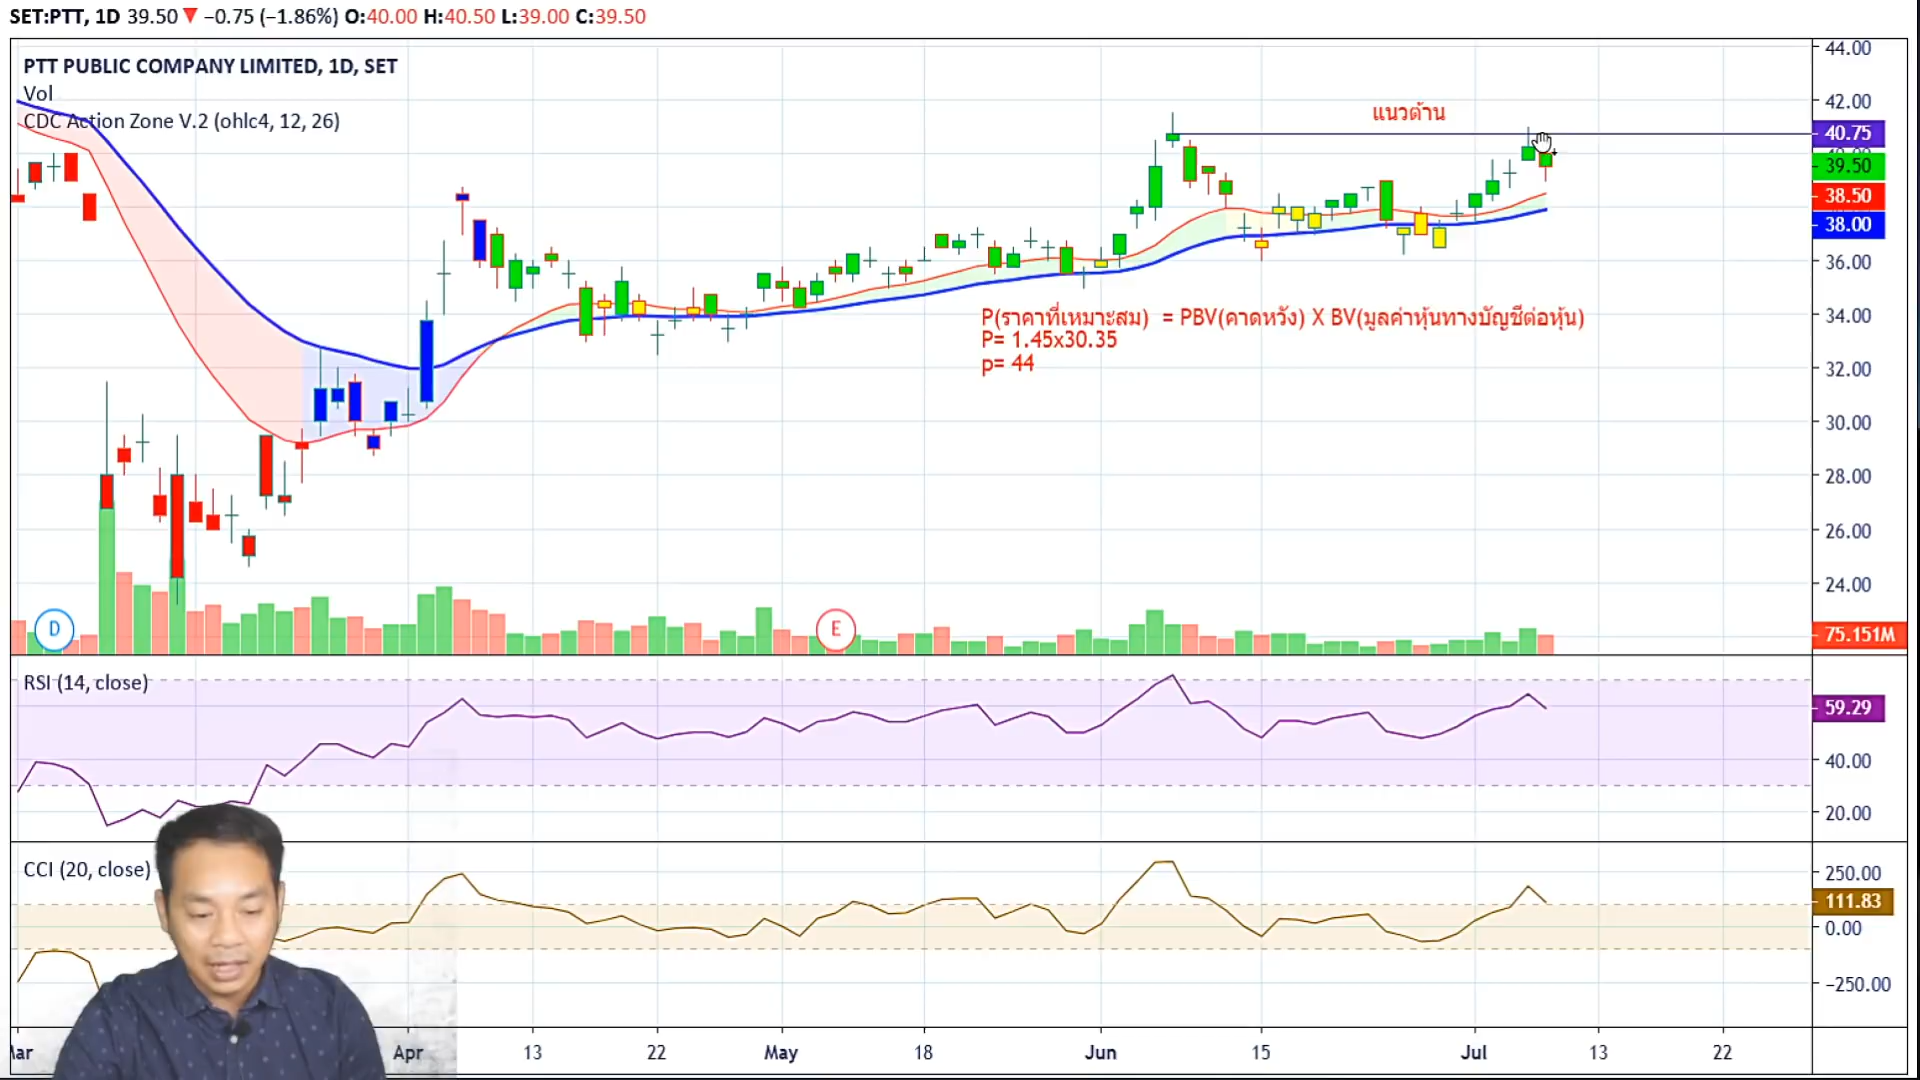 SET:PTT, 1D 39.50 ▼ −0.75 (−1.86%) O:40.00 H:40.50 L:39.00 C:39.50
PTT PUBLIC COMPANY LIMITED, 1D, SET
Vol
CDC Action Zone V.2 (ohlc4, 12, 26)
44.00
42.00
แนวต้าน
40.75
39.50
38.50
38.00
36.00
34.00
P(ราคาที่เหมาะสม) = PBV(คาดหวัง) X BV(มูลค่าหุ้นทางบัญชีต่อหุ้น)
P= 1.45x30.35
p= 44
32.00
30.00
28.00
26.00
24.00
D
E
75.151M
RSI (14, close)
59.29
40.00
20.00
CCI (20, close)
250.00
111.83
0.00
−250.00
Apr 13 22 May 18 Jun 15 Jul 13 22